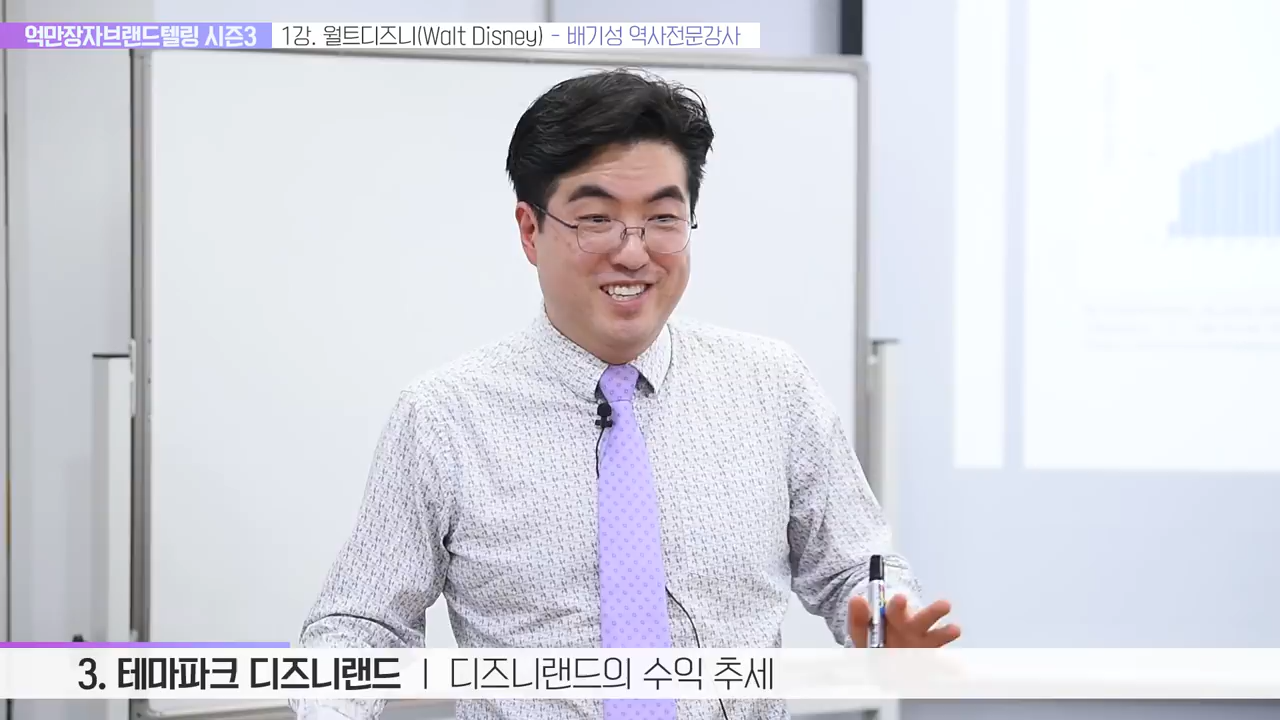 억만장자브랜드텔링 시즌3 1강. 월트디즈니(Walt Disney) - 배기성 역사전문강사
3. 테마파크 디즈니랜드 | 디즈니랜드의 수익 추세